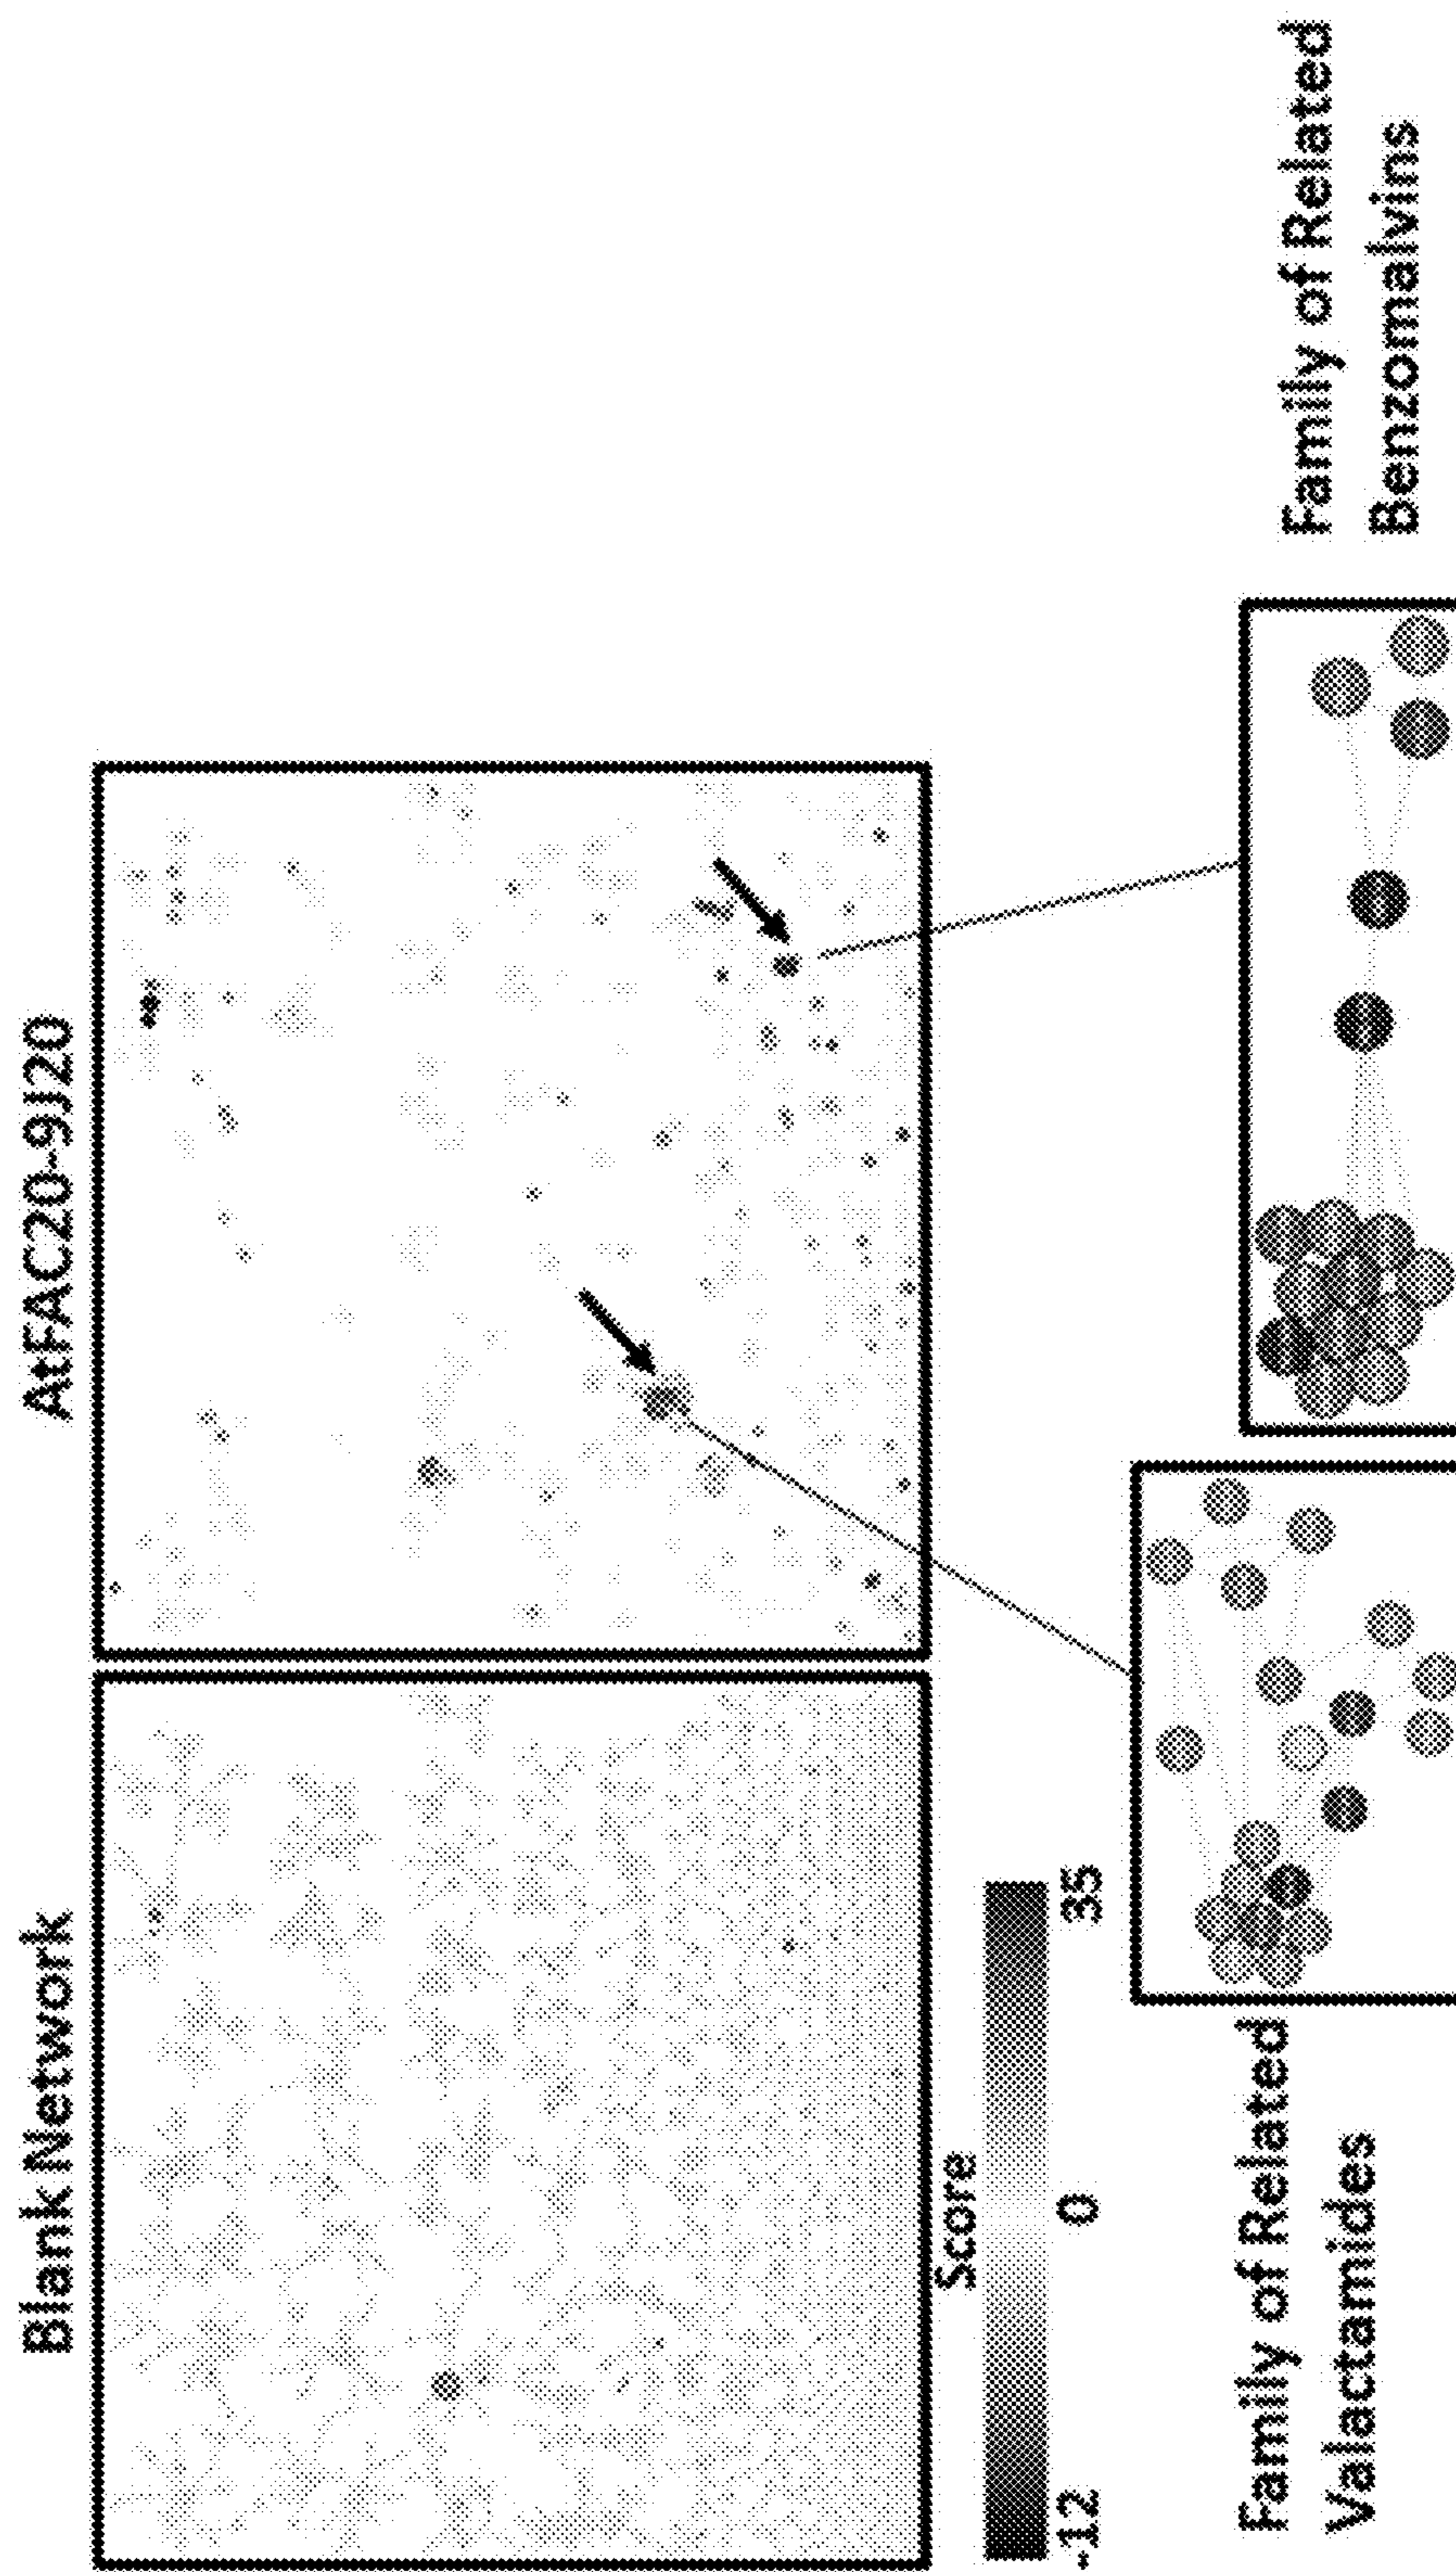 Blank Network
AtFAC20-9J20
Score
-12
0
35
Family of Related
Valactamides
Family of Related
Benzomalvins